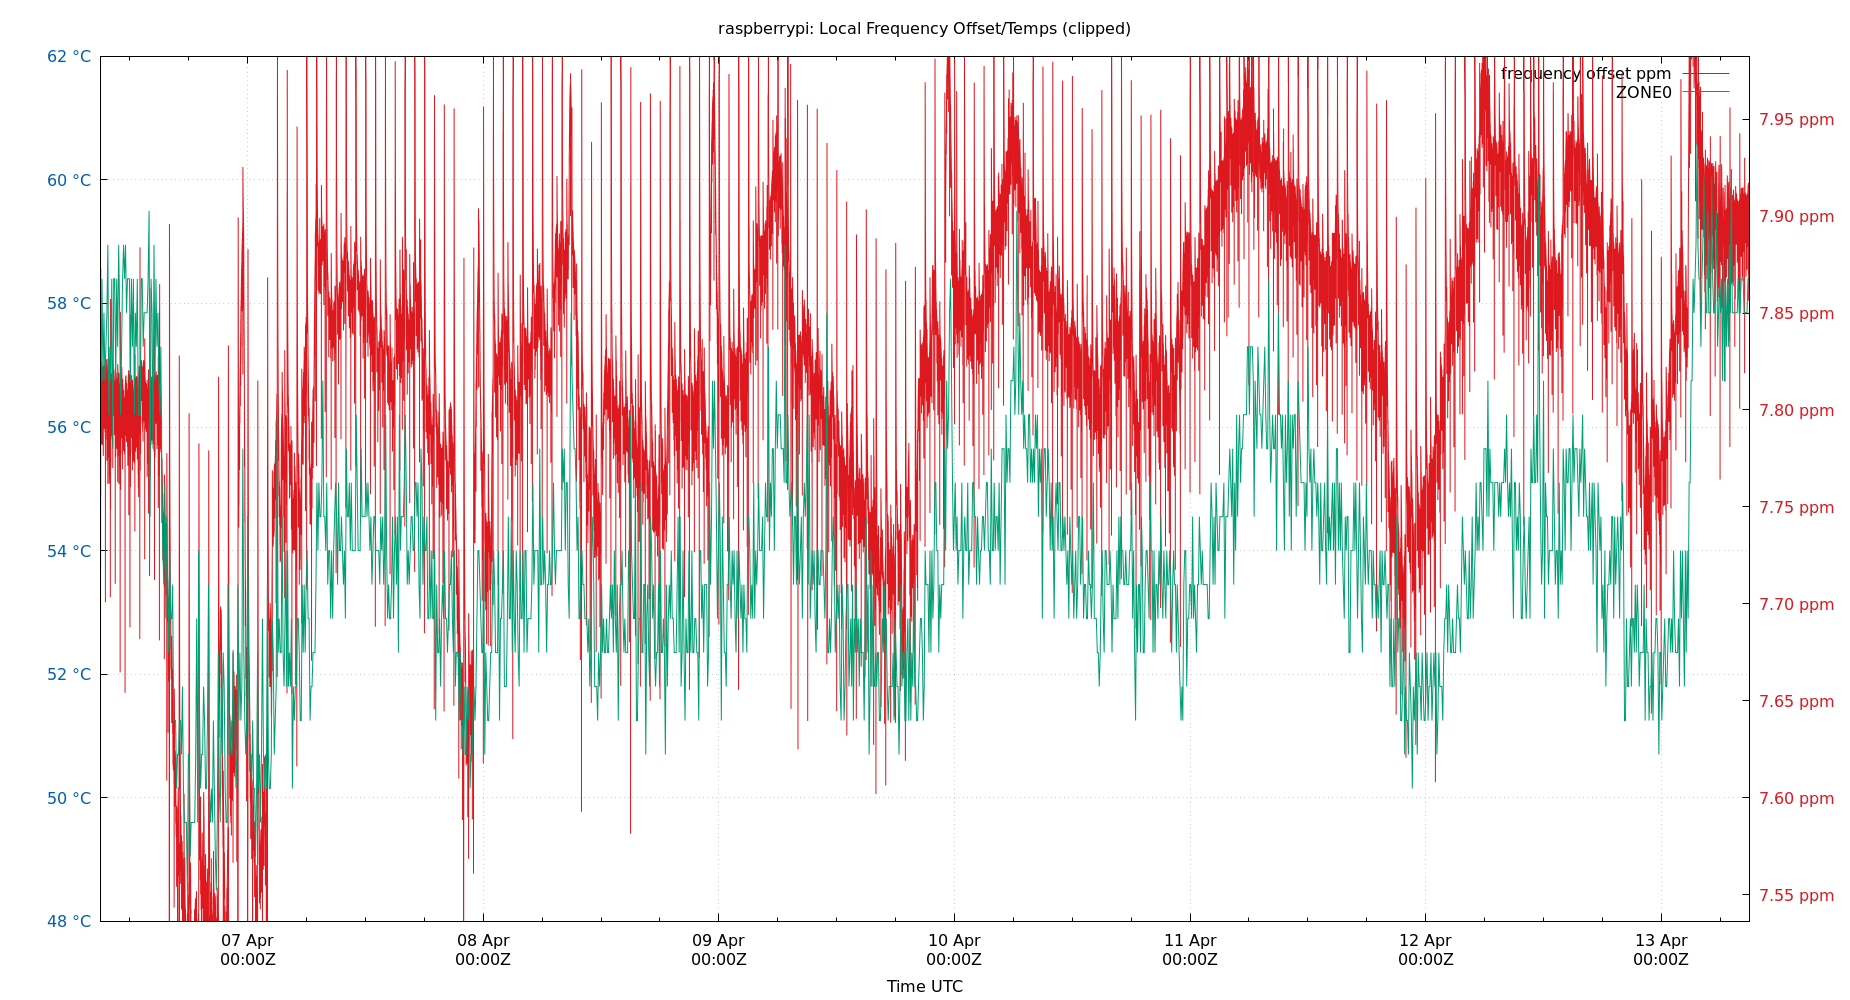 raspberrypi: Local Frequency Offset/Temps (clipped)
62 °C
60 °C
58 °C
56 °C
54 °C
52 °C
50 °C
48 °C
frequency offset ppm
ZONE0
7.95 ppm
7.90 ppm
7.85 ppm
7.80 ppm
7.75 ppm
7.70 ppm
7.65 ppm
7.60 ppm
7.55 ppm
07 Apr
00:00Z
08 Apr
00:00Z
09 Apr
00:00Z
10 Apr
00:00Z
11 Apr
00:00Z
12 Apr
00:00Z
13 Apr
00:00Z
Time UTC